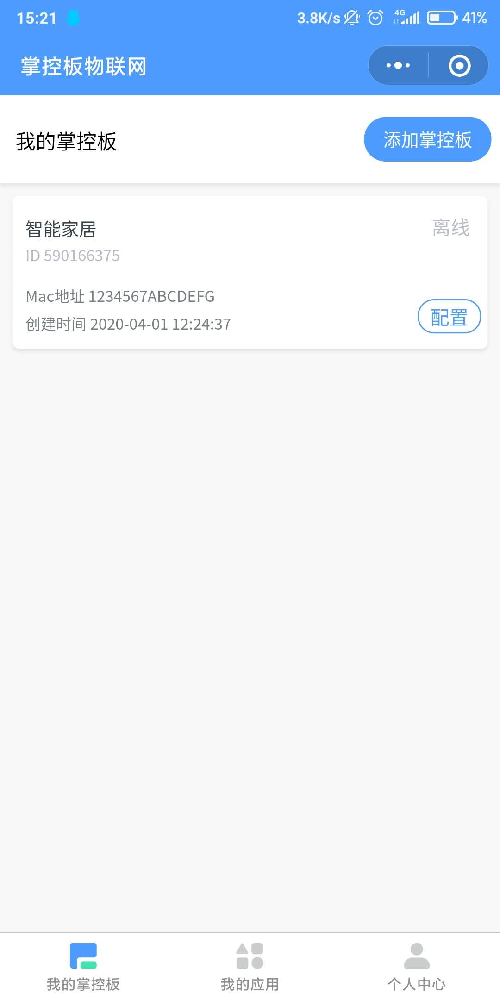 15:21
3.8K/s 4G 41%
掌控板物联网
我的掌控板
添加掌控板
智能家居
离线
ID 590166375
Mac地址 1234567ABCDEFG
创建时间 2020-04-01 12:24:37
配置
我的掌控板
我的应用
个人中心